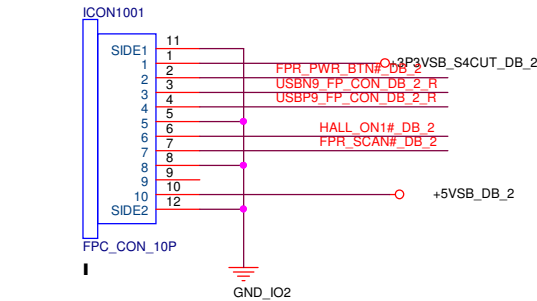 ICON1001
SIDE1 11
1 1 +3P3VSB_S4CUT_DB_2
2 2 FPR_PWR_BTN#_DB_2
3 3 USBN9_FP_CON_DB_2_R
4 4 USBP9_FP_CON_DB_2_R
5 5
6 6 HALL_ON1#_DB_2
7 7 FPR_SCAN#_DB_2
8 8
9 9
10 10 +5VSB_DB_2
SIDE2 12
FPC_CON_10P
GND_IO2